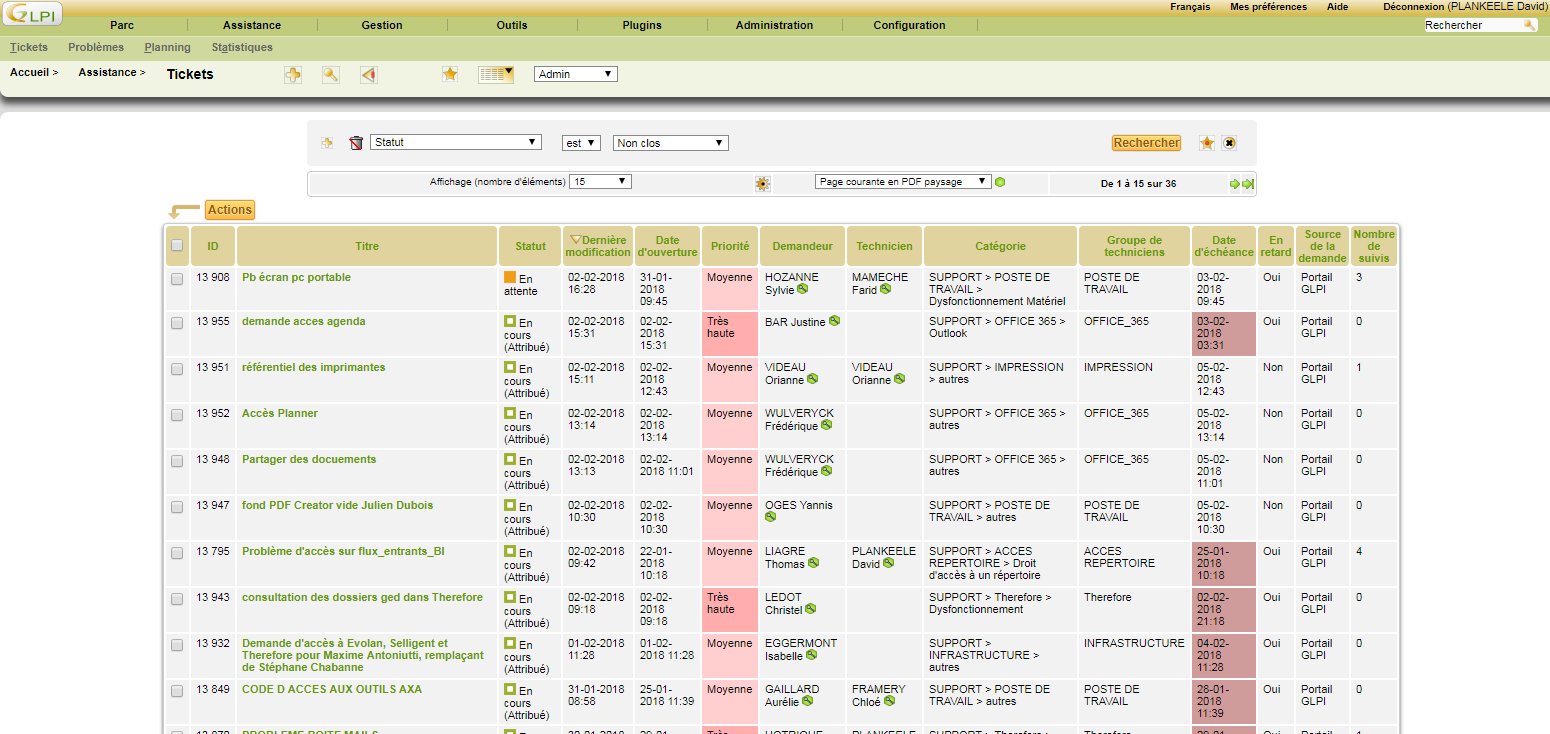 GLPI
Français Mes préférences Aide Déconnexion (PLANKEELE David)
Parc Assistance Gestion Outils Plugins Administration Configuration Rechercher
Tickets Problèmes Planning Statistiques
Accueil > Assistance > Tickets Admin
Statut est Non clos Rechercher
Affichage (nombre d'éléments) 15 Page courante en PDF paysage De 1 à 15 sur 36
Actions
ID Titre Statut Dernière modification Date d'ouverture Priorité Demandeur Technicien Catégorie Groupe de techniciens Date d'échéance En retard Source de la demande Nombre de suivis
13 908 Pb écran pc portable En attente 02-02-2018 16:28 31-01-2018 09:45 Moyenne HOZANNE Sylvie MAMECHE Farid SUPPORT > POSTE DE TRAVAIL > Dysfonctionnement Matériel POSTE DE TRAVAIL 03-02-2018 09:45 Oui Portail GLPI 3
13 955 demande acces agenda En cours (Attribué) 02-02-2018 15:31 02-02-2018 15:31 Très haute BAR Justine SUPPORT > OFFICE 365 > Outlook OFFICE_365 03-02-2018 03:31 Oui Portail GLPI 0
13 951 référentiel des imprimantes En cours (Attribué) 02-02-2018 15:11 02-02-2018 12:43 Moyenne VIDEAU Orianne VIDEAU Orianne SUPPORT > IMPRESSION > autres IMPRESSION 05-02-2018 12:43 Non Portail GLPI 1
13 952 Accès Planner En cours (Attribué) 02-02-2018 13:14 02-02-2018 13:14 Moyenne WULVERYCK Frédérique SUPPORT > OFFICE 365 > autres OFFICE_365 05-02-2018 13:14 Non Portail GLPI 0
13 948 Partager des docuements En cours (Attribué) 02-02-2018 13:13 02-02-2018 11:01 Moyenne WULVERYCK Frédérique SUPPORT > OFFICE 365 > autres OFFICE_365 05-02-2018 11:01 Non Portail GLPI 0
13 947 fond PDF Creator vide Julien Dubois En cours (Attribué) 02-02-2018 10:30 02-02-2018 10:30 Moyenne OGES Yannis SUPPORT > POSTE DE TRAVAIL > autres POSTE DE TRAVAIL 05-02-2018 10:30 Non Portail GLPI 0
13 795 Problème d'accès sur flux_entrants_BI En cours (Attribué) 02-02-2018 09:42 22-01-2018 10:18 Moyenne LIAGRE Thomas PLANKEELE David SUPPORT > ACCES REPERTOIRE > Droit d'accès à un répertoire ACCES REPERTOIRE 25-01-2018 10:18 Oui Portail GLPI 4
13 943 consultation des dossiers ged dans Therefore En cours (Attribué) 02-02-2018 09:18 02-02-2018 09:18 Très haute LEDOT Christel SUPPORT > Therefore > Dysfonctionnement Therefore 02-02-2018 21:18 Oui Portail GLPI 0
13 932 Demande d'accès à Evolan, Selligent et Therefore pour Maxime Antoniutti, remplaçant de Stéphane Chabanne En cours (Attribué) 01-02-2018 11:28 01-02-2018 11:28 Moyenne EGGERMONT Isabelle SUPPORT > INFRASTRUCTURE > autres INFRASTRUCTURE 04-02-2018 11:28 Oui Portail GLPI 0
13 849 CODE D ACCES AUX OUTILS AXA En cours (Attribué) 31-01-2018 08:58 25-01-2018 11:39 Moyenne GAILLARD Aurélie FRAMERY Chloé SUPPORT > POSTE DE TRAVAIL > autres POSTE DE TRAVAIL 28-01-2018 11:39 Oui Portail GLPI 0